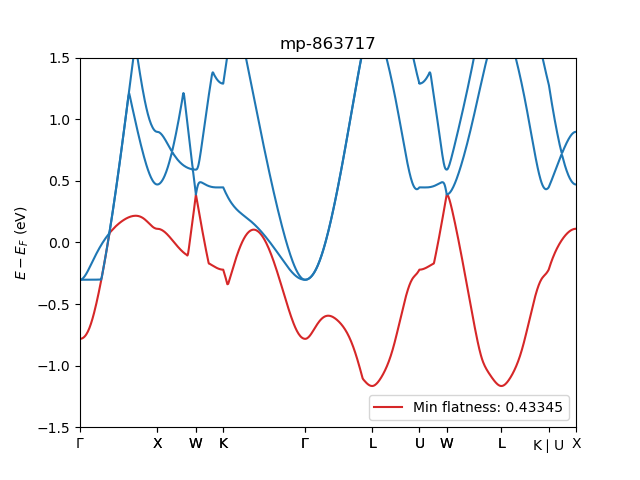 mp-863717
E − E_F (eV)
1.5
1.0
0.5
0.0
−0.5
−1.0
−1.5
Min flatness: 0.43345
Γ X W K Γ L U W L K | U X